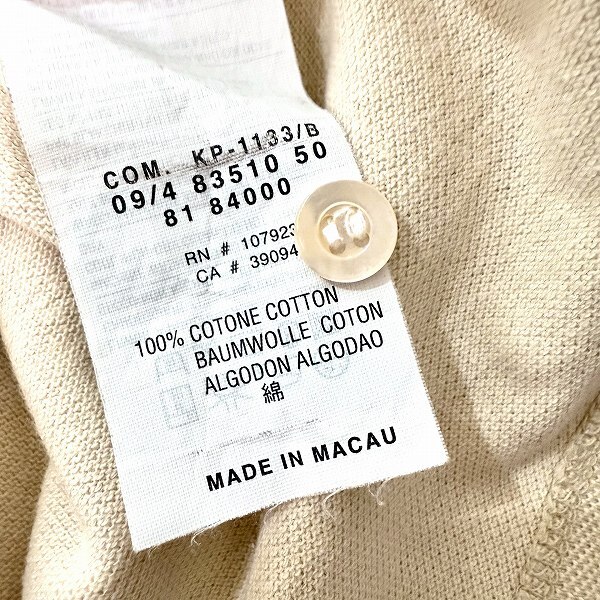 COM. KP-1133/B
09/4 83510 50
81 84000
RN # 10792
CA # 39094
100% COTONE COTTON
BAUMWOLLE COTON
ALGODON ALGODAO
綿
MADE IN MACAU